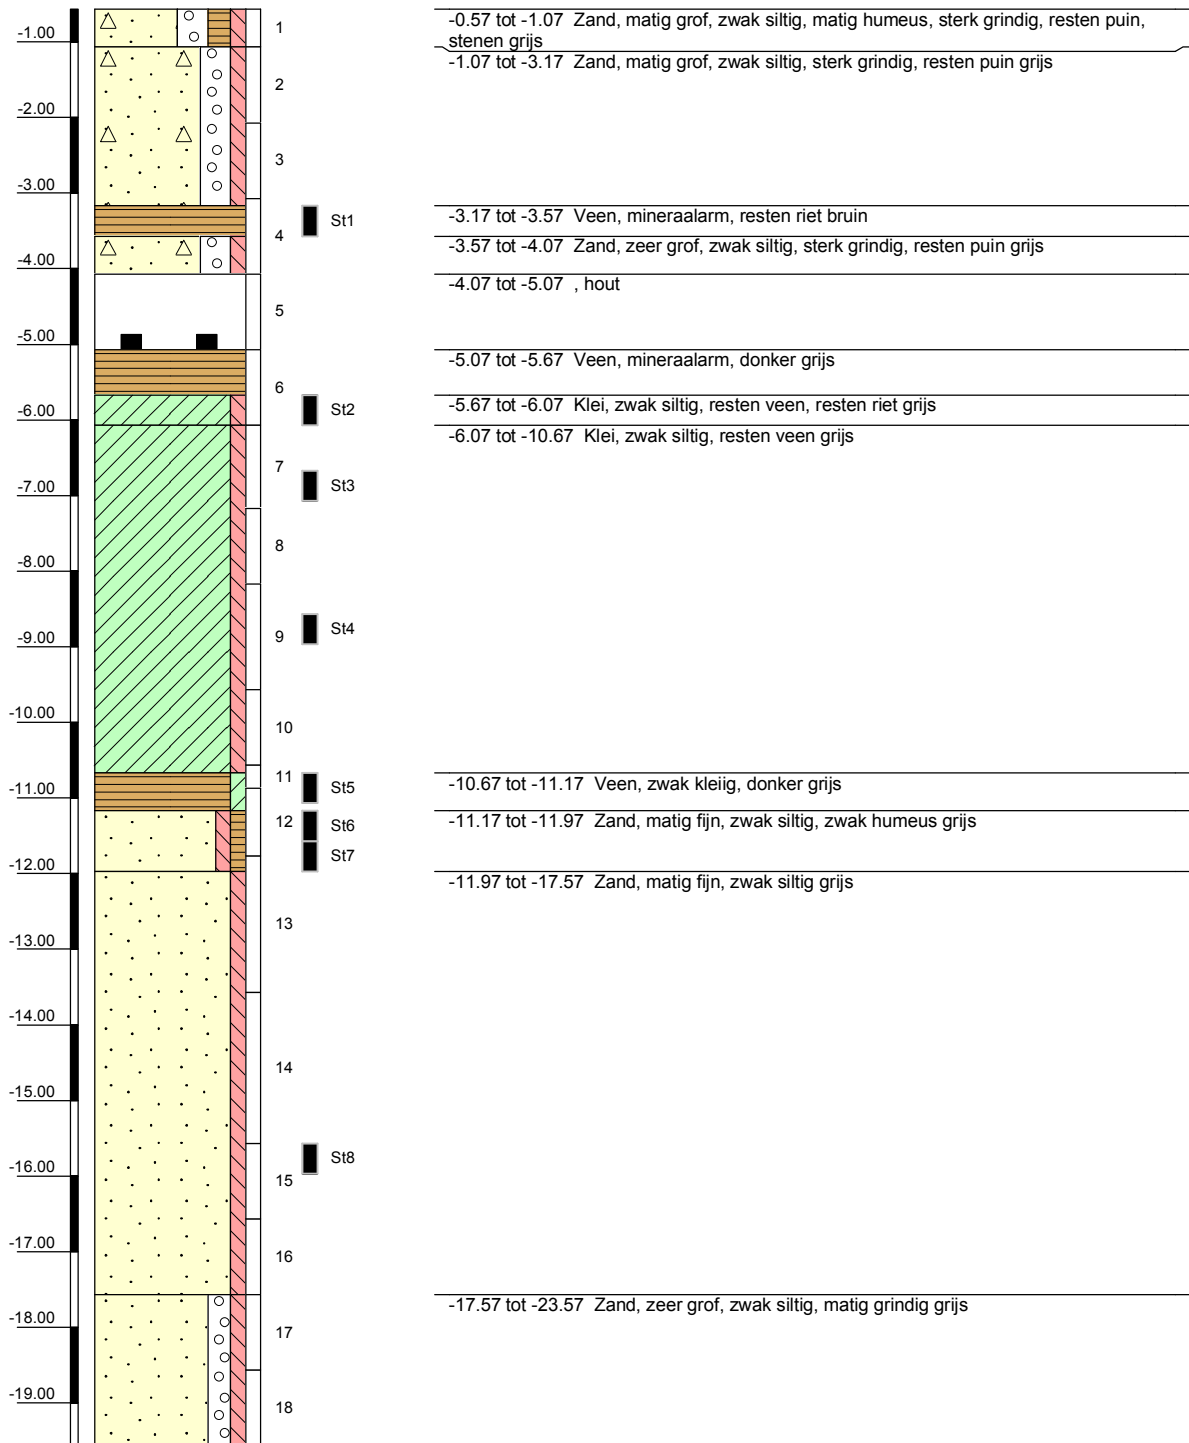 -0.57 tot -1.07 Zand, matig grof, zwak siltig, matig humeus, sterk grindig, resten puin,
stenen grijs
1
-1.00
-1.07 tot -3.17 Zand, matig grof, zwak siltig, sterk grindig, resten puin grijs
2
-2.00
3
-3.00
-3.17 tot -3.57 Veen, mineraalarm, resten riet bruin
St1
4
-3.57 tot -4.07 Zand, zeer grof, zwak siltig, sterk grindig, resten puin grijs
-4.00
-4.07 tot -5.07 , hout
5
-5.00
-5.07 tot -5.67 Veen, mineraalarm, donker grijs
6
-5.67 tot -6.07 Klei, zwak siltig, resten veen, resten riet grijs
St2
-6.00
-6.07 tot -10.67 Klei, zwak siltig, resten veen grijs
7
St3
-7.00
8
-8.00
St4
9
-9.00
-10.00
10
11
-10.67 tot -11.17 Veen, zwak kleiig, donker grijs
St5
-11.00
12
-11.17 tot -11.97 Zand, matig fijn, zwak siltig, zwak humeus grijs
St6
St7
-12.00
-11.97 tot -17.57 Zand, matig fijn, zwak siltig grijs
13
-13.00
-14.00
14
-15.00
St8
-16.00
15
-17.00
16
-17.57 tot -23.57 Zand, zeer grof, zwak siltig, matig grindig grijs
-18.00
17
-19.00
18